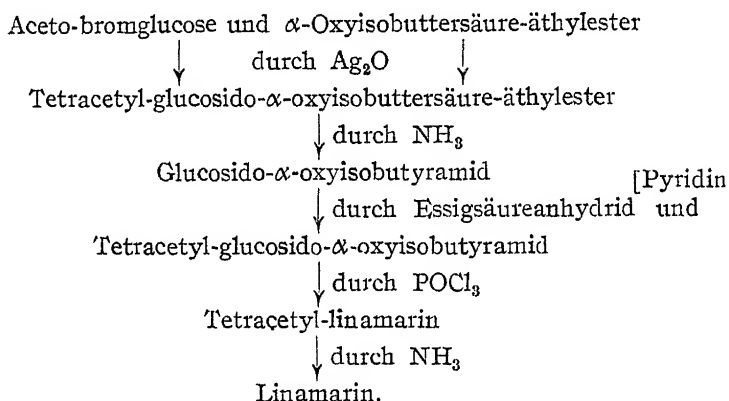 Aceto-bromglucose und α-Oxyisobuttersäure-äthylester
durch Ag₂O
Tetracetyl-glucosido-α-oxyisobuttersäure-äthylester
durch NH₃
Glucosido-α-oxyisobutyramid [Pyridin
durch Essigsäureanhydrid und
Tetracetyl-glucosido-α-oxyisobutyramid
durch POCl₃
Tetracetyl-linamarin
durch NH₃
Linamarin.